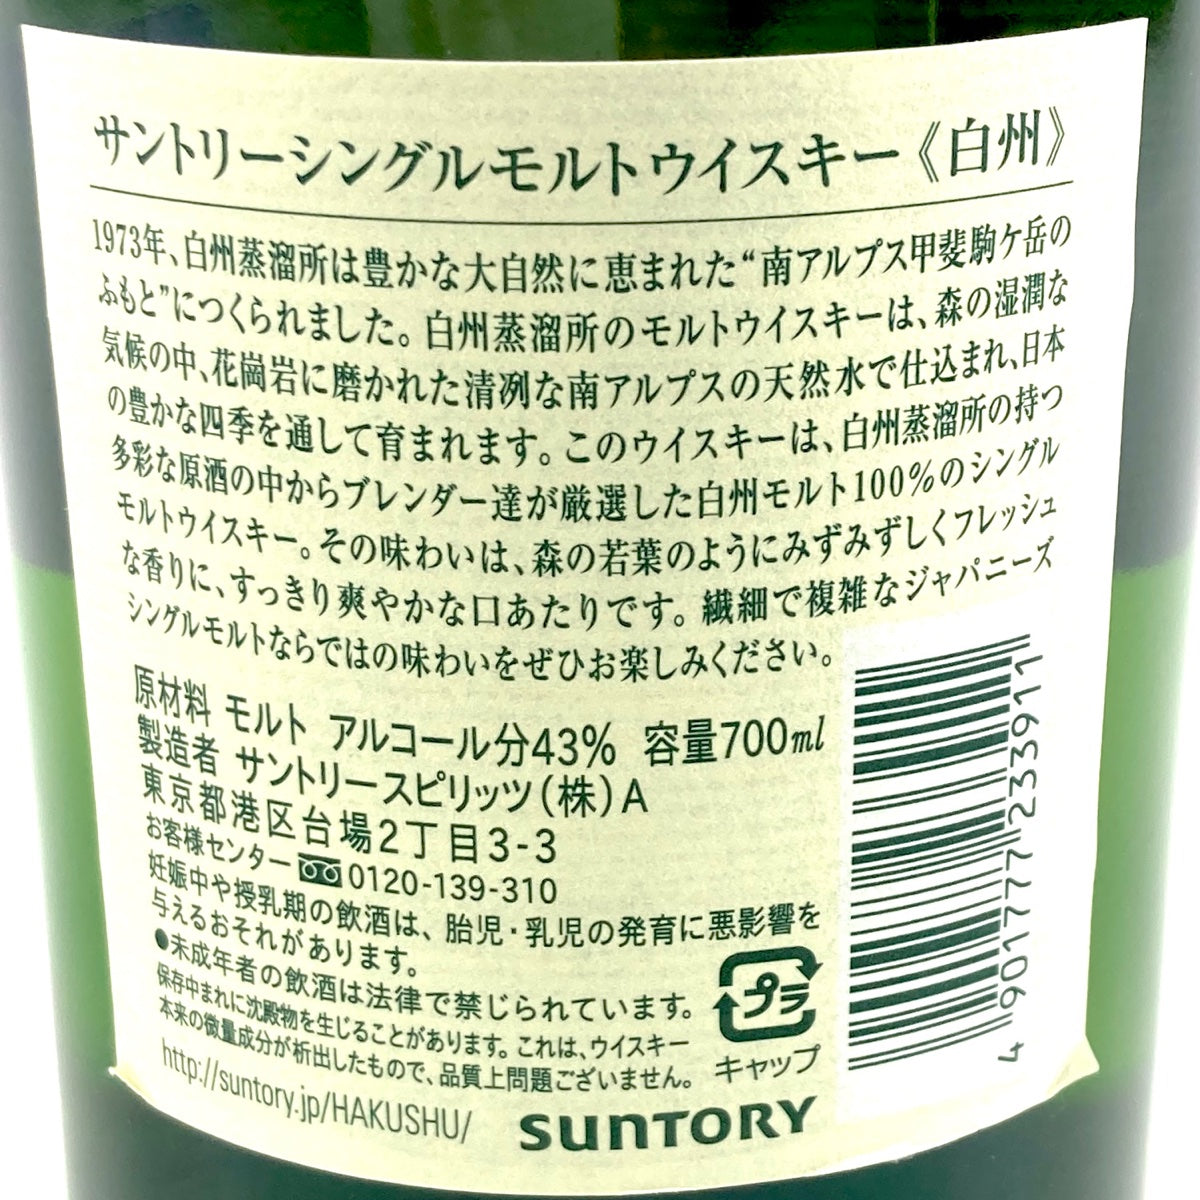 サントリーシングルモルトウイスキー《白州》
1973年、白州蒸溜所は豊かな大自然に恵まれた“南アルプス甲斐駒ケ岳の
ふもと”につくられました。白州蒸溜所のモルトウイスキーは、森の湿潤な
気候の中、花崗岩に磨かれた清冽な南アルプスの天然水で仕込まれ、日本
の豊かな四季を通して育まれます。このウイスキーは、白州蒸溜所の持つ
多彩な原酒の中からブレンダー達が厳選した白州モルト100%のシングル
モルトウイスキー。その味わいは、森の若葉のようにみずみずしくフレッシュ
な香りに、すっきり爽やかな口あたりです。繊細で複雑なジャパニーズ
シングルモルトならではの味わいをぜひお楽しみください。
原材料 モルト アルコール分43% 容量700ml
製造者 サントリースピリッツ(株)A
東京都港区台場2丁目3-3
お客様センター 0120-139-310
妊娠中や授乳期の飲酒は、胎児・乳児の発育に悪影響を
与えるおそれがあります。
●未成年者の飲酒は法律で禁じられています。
保存中まれに沈殿物を生じることがあります。これは、ウイスキー
本来の微量成分が析出したもので、品質上問題ございません。
http://suntory.jp/HAKUSHU/
プラ
キャップ
SUNTORY
4 901777 233911